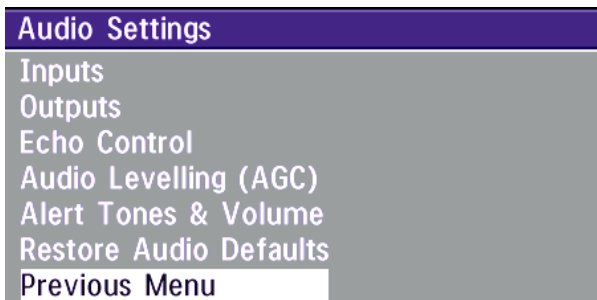 Audio Settings
Inputs
Outputs
Echo Control
Audio Levelling (AGC)
Alert Tones & Volume
Restore Audio Defaults
Previous Menu